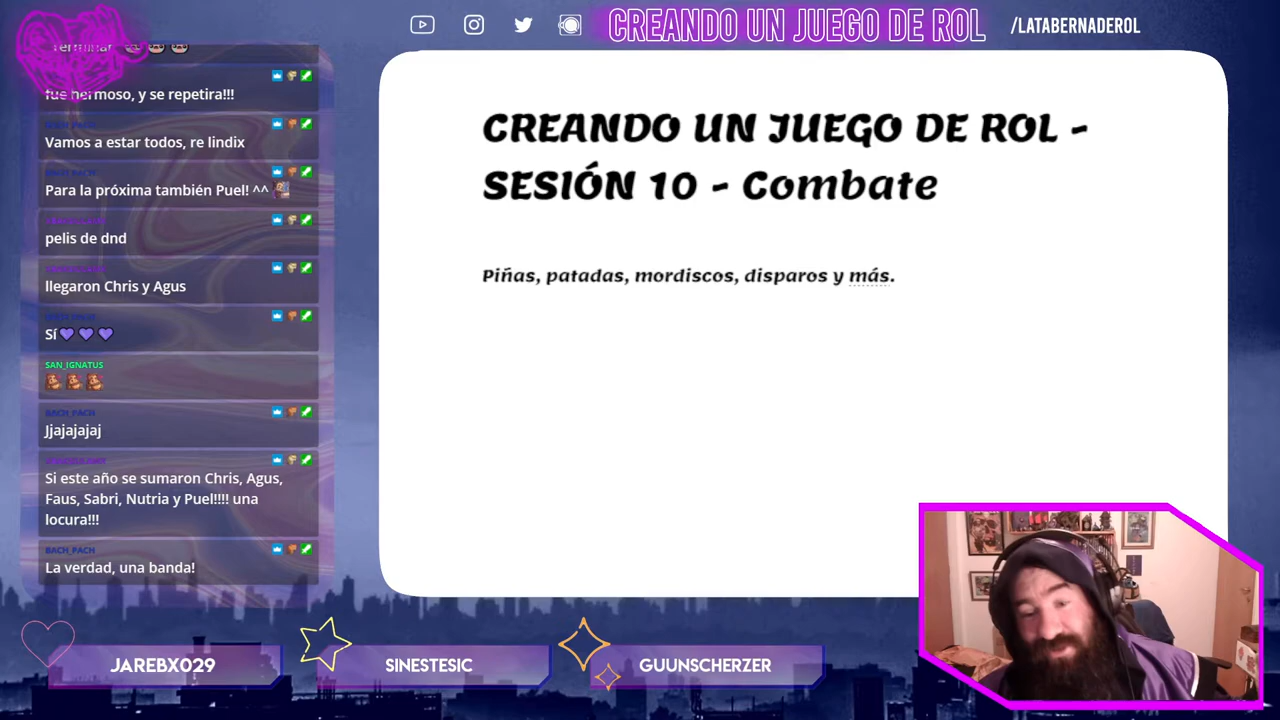 CREANDO UN JUEGO DE ROL
/LATABERNADEROL
fue hermoso, y se repetira!!!
Vamos a estar todos, re lindix
Para la próxima también Puel! ^^
pelis de dnd
llegaron Chris y Agus
Sí
SAN_IGNATUS
BACH_PACH
Jjajajajaj
Si este año se sumaron Chris, Agus,
Faus, Sabri, Nutria y Puel!!!! una
locura!!!
BACH_PACH
La verdad, una banda!
CREANDO UN JUEGO DE ROL -
SESIÓN 10 - Combate
Piñas, patadas, mordiscos, disparos y más.
JAREBX029
SINESTESIC
GUUNSCHERZER